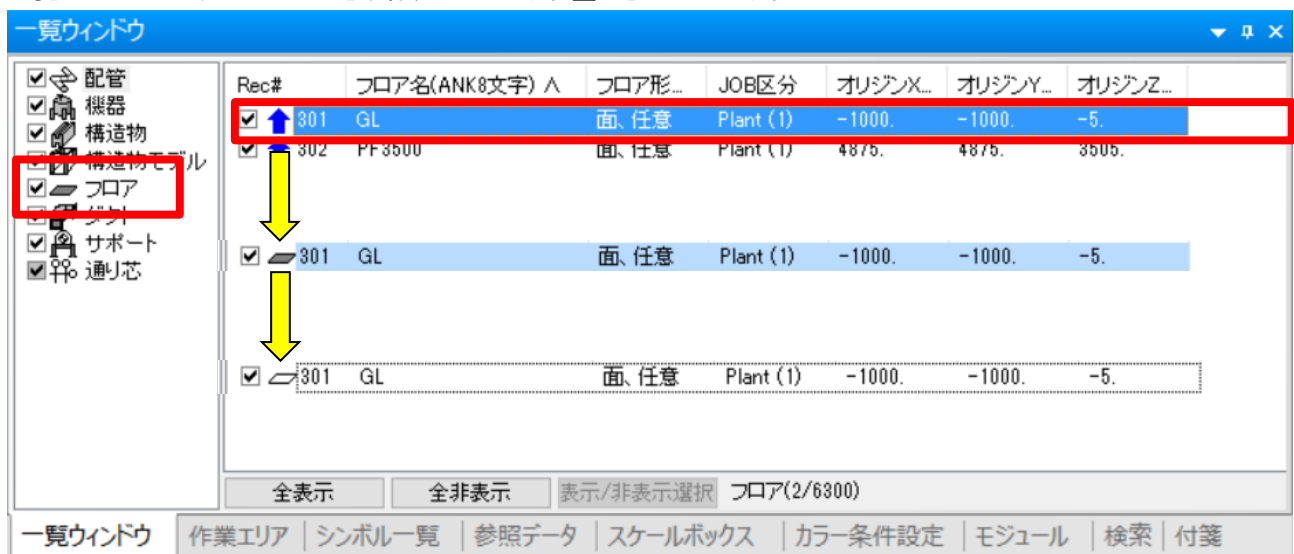 一覧ウィンドウ
配管
機器
構造物
構造物モデル
フロア
ダクト
サポート
通り芯
Rec# フロア名(ANK8文字) ∧ フロア形... JOB区分 オリジンX... オリジンY... オリジンZ...
301 GL 面、任意 Plant (1) -1000. -1000. -5.
302 PF3500 面、任意 Plant (1) 4875. 4875. 3505.
301 GL 面、任意 Plant (1) -1000. -1000. -5.
301 GL 面、任意 Plant (1) -1000. -1000. -5.
全表示 全非表示 表示/非表示選択 フロア(2/6300)
一覧ウィンドウ 作業エリア シンボル一覧 参照データ スケールボックス カラー条件設定 モジュール 検索 付箋